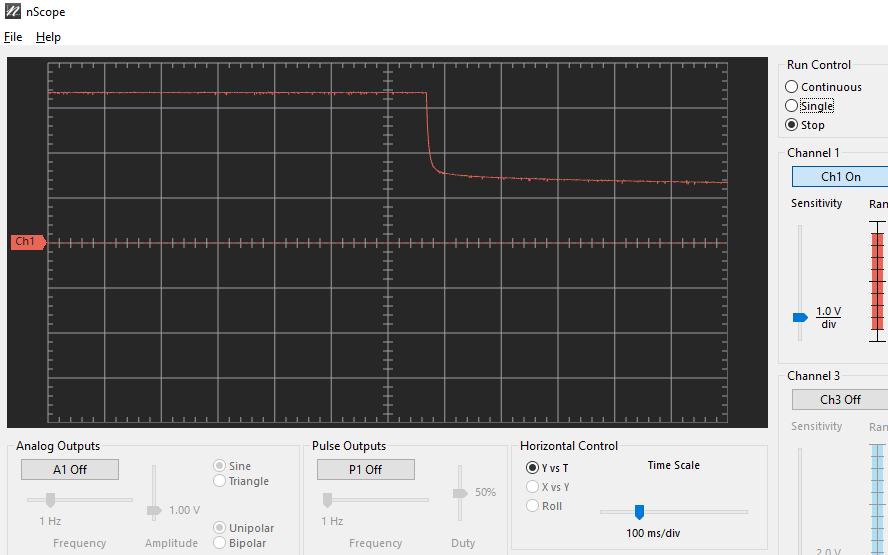 nScope
File Help
Run Control
Continuous
Single
Stop
Channel 1
Ch1 On
Sensitivity Ran
1.0 V
div
Ch1
Channel 3
Ch3 Off
Sensitivity Ran
2.0 V
Analog Outputs
A1 Off
Sine
Triangle
1.00 V
1 Hz
Unipolar
Bipolar
Frequency Amplitude
Pulse Outputs
P1 Off
50%
1 Hz
Frequency Duty
Horizontal Control
Y vs T
X vs Y
Roll
Time Scale
100 ms/div